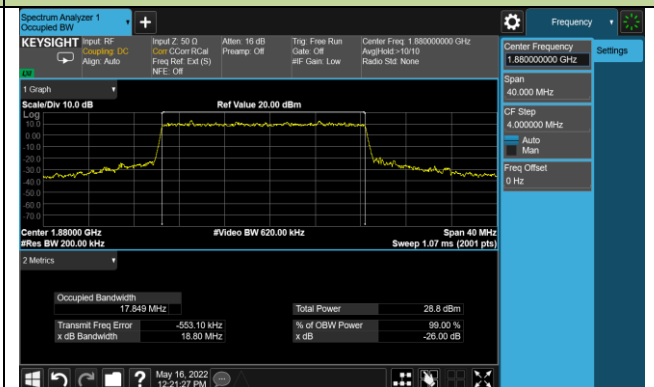 Spectrum Analyzer 1
Occupied BW
Frequency
KEYSIGHT
Input: RF
Coupling: DC
Align: Auto
Input Z: 50 Ω
Corr CCorr RCal
Freq Ref: Ext (S)
NFE: Off
Atten: 16 dB
Preamp: Off
Trig: Free Run
Gate: Off
#IF Gain: Low
Center Freq: 1.880000000 GHz
Avg|Hold:>10/10
Radio Std: None
Center Frequency
1.880000000 GHz
Settings
Span
40.000 MHz
CF Step
4.000000 MHz
Auto
Man
Freq Offset
0 Hz
1 Graph
Scale/Div 10.0 dB
Ref Value 20.00 dBm
Log
10.0
0.00
-10.0
-20.0
-30.0
-40.0
-50.0
-60.0
-70.0
Center 1.88000 GHz
#Video BW 620.00 kHz
Span 40 MHz
#Res BW 200.00 kHz
Sweep 1.07 ms (2001 pts)
2 Metrics
Occupied Bandwidth
17.849 MHz
Total Power
28.8 dBm
Transmit Freq Error
-553.10 kHz
% of OBW Power
99.00 %
x dB Bandwidth
18.80 MHz
x dB
-26.00 dB
?
May 16, 2022
12:21:27 PM